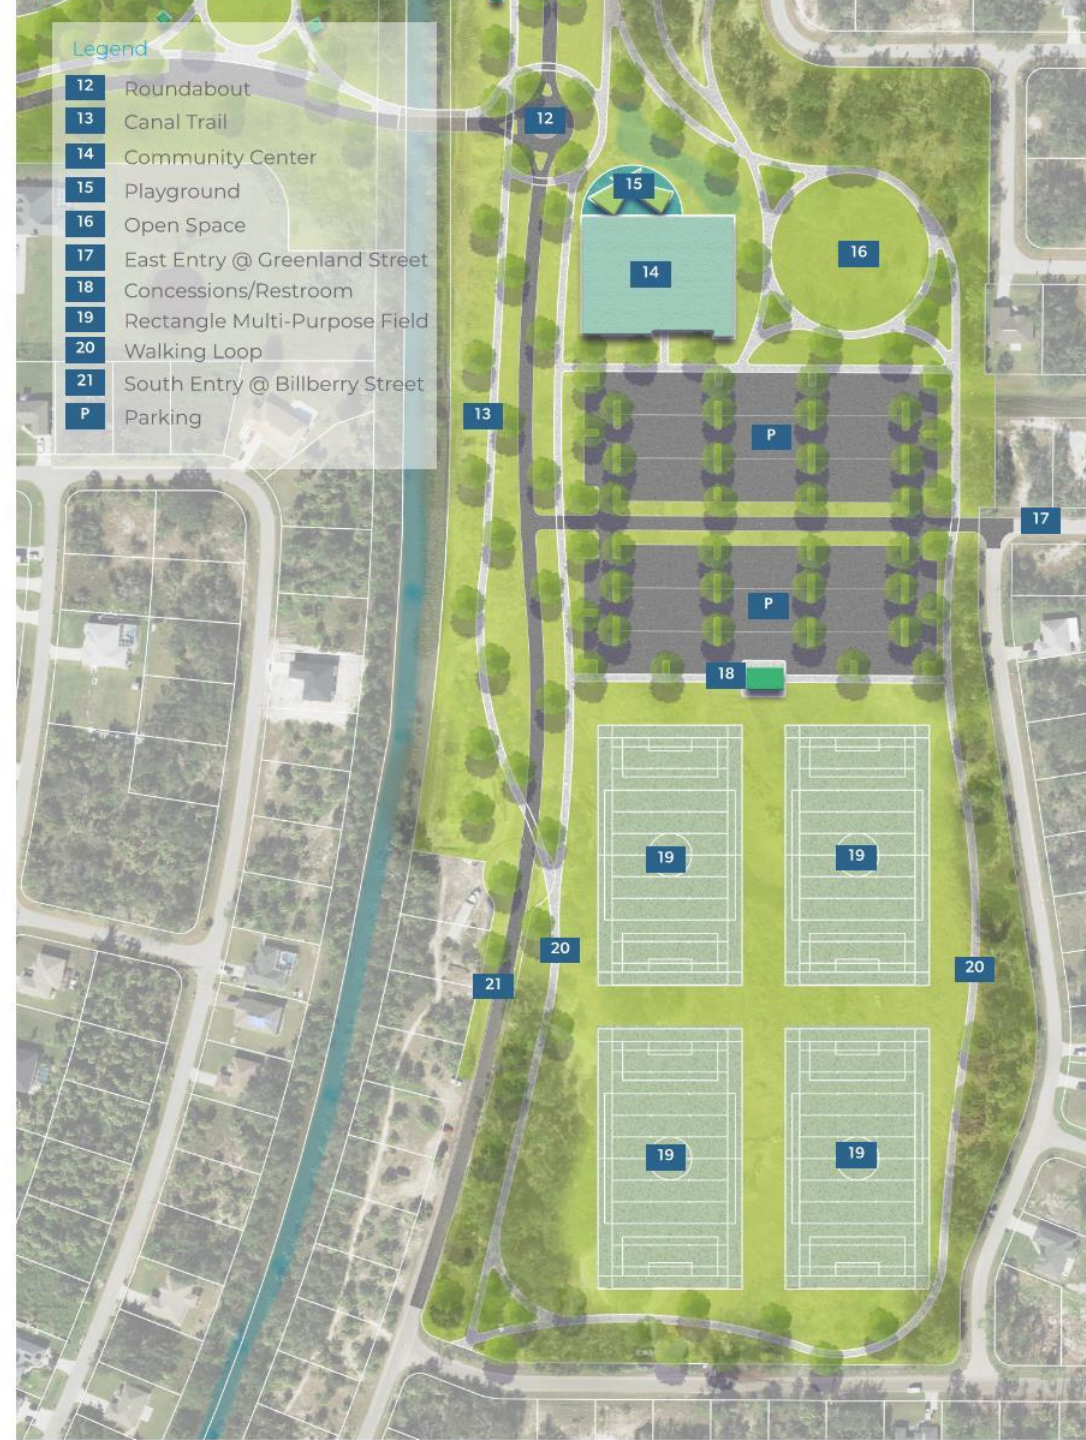 Legend
12 Roundabout
13 Canal Trail
14 Community Center
15 Playground
16 Open Space
17 East Entry @ Greenland Street
18 Concessions/Restroom
19 Rectangle Multi-Purpose Field
20 Walking Loop
21 South Entry @ Billberry Street
P Parking
12
15
16
14
13
P
17
P
18
19
19
20
20
21
19
19